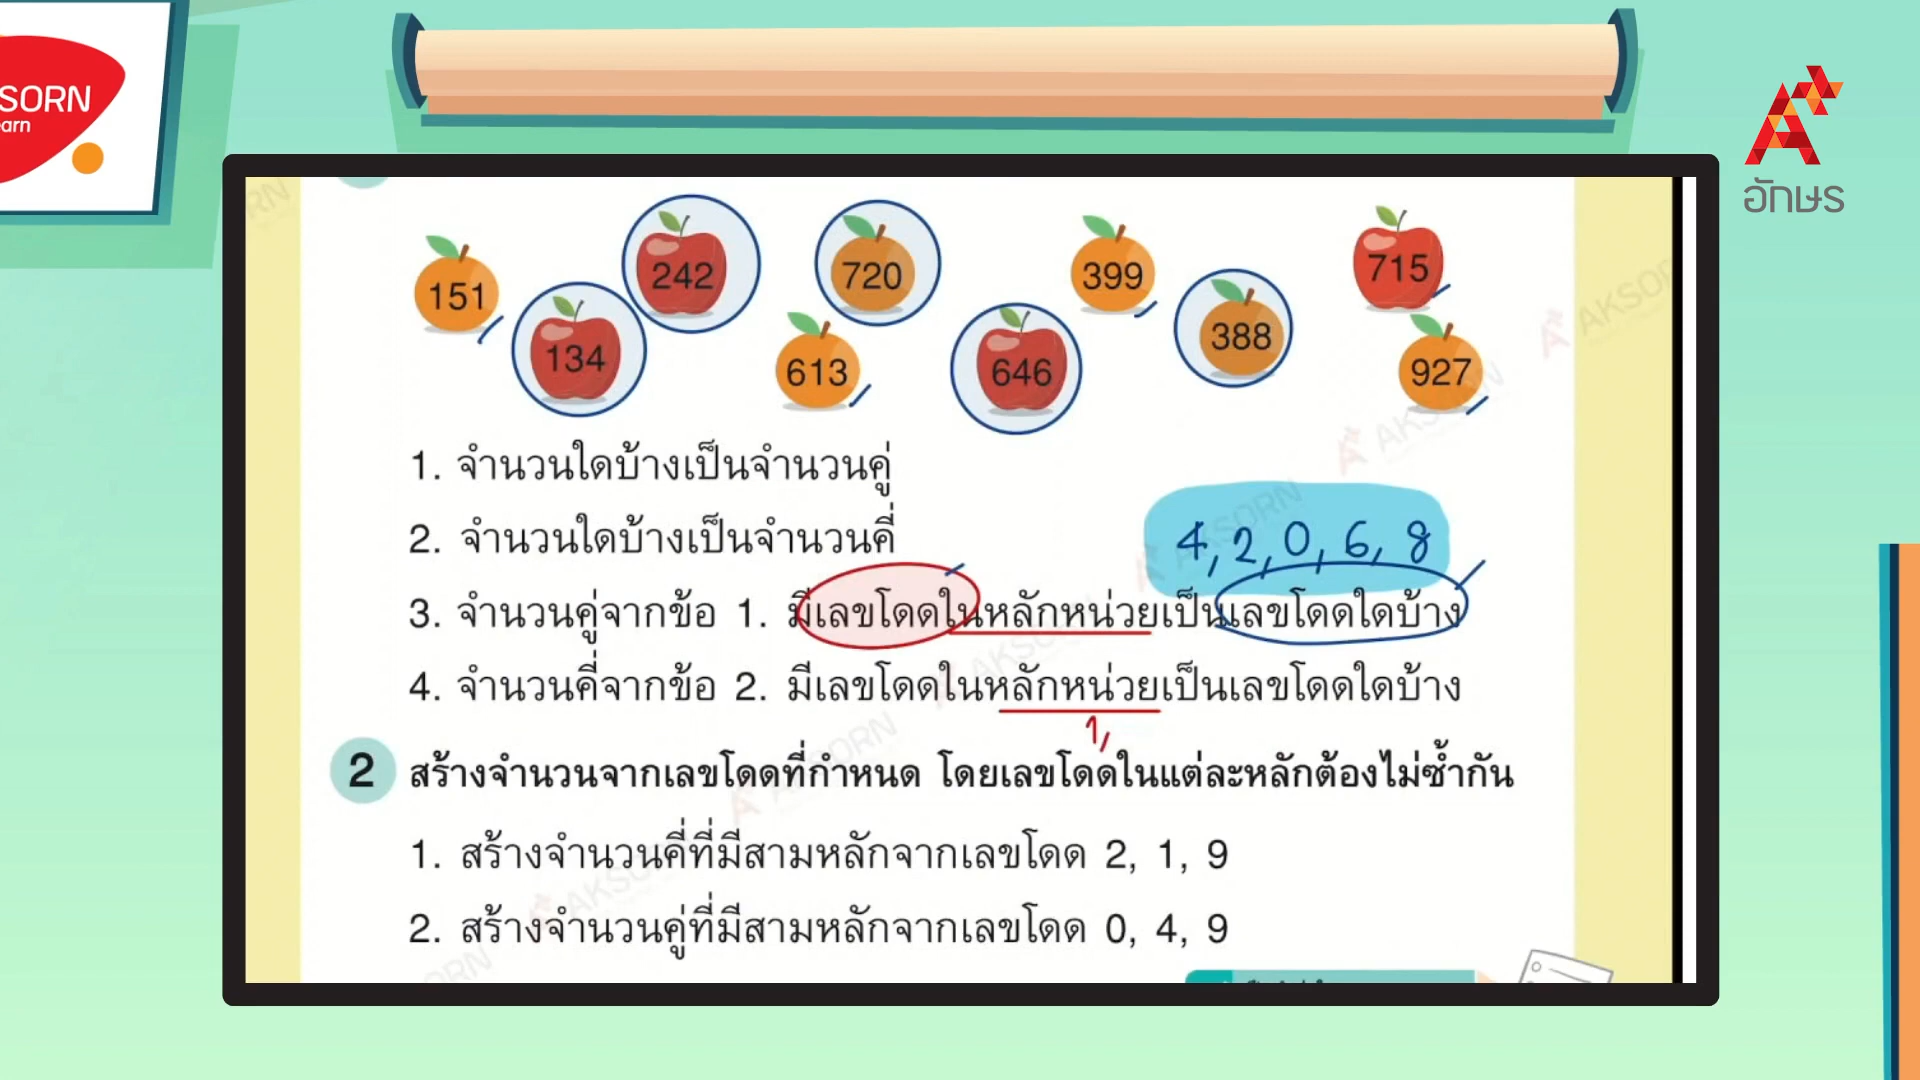 SORN
arn
อักษร
242
720
399
715
151
134
613
646
388
927
1. จำนวนใดบ้างเป็นจำนวนคู่
2. จำนวนใดบ้างเป็นจำนวนคี่
4, 2, 0, 6, 8
3. จำนวนคู่จากข้อ 1. มีเลขโดดในหลักหน่วยเป็นเลขโดดใดบ้าง
4. จำนวนคี่จากข้อ 2. มีเลขโดดในหลักหน่วยเป็นเลขโดดใดบ้าง
1,
2 สร้างจำนวนจากเลขโดดที่กำหนด โดยเลขโดดในแต่ละหลักต้องไม่ซ้ำกัน
1. สร้างจำนวนคี่ที่มีสามหลักจากเลขโดด 2, 1, 9
2. สร้างจำนวนคู่ที่มีสามหลักจากเลขโดด 0, 4, 9